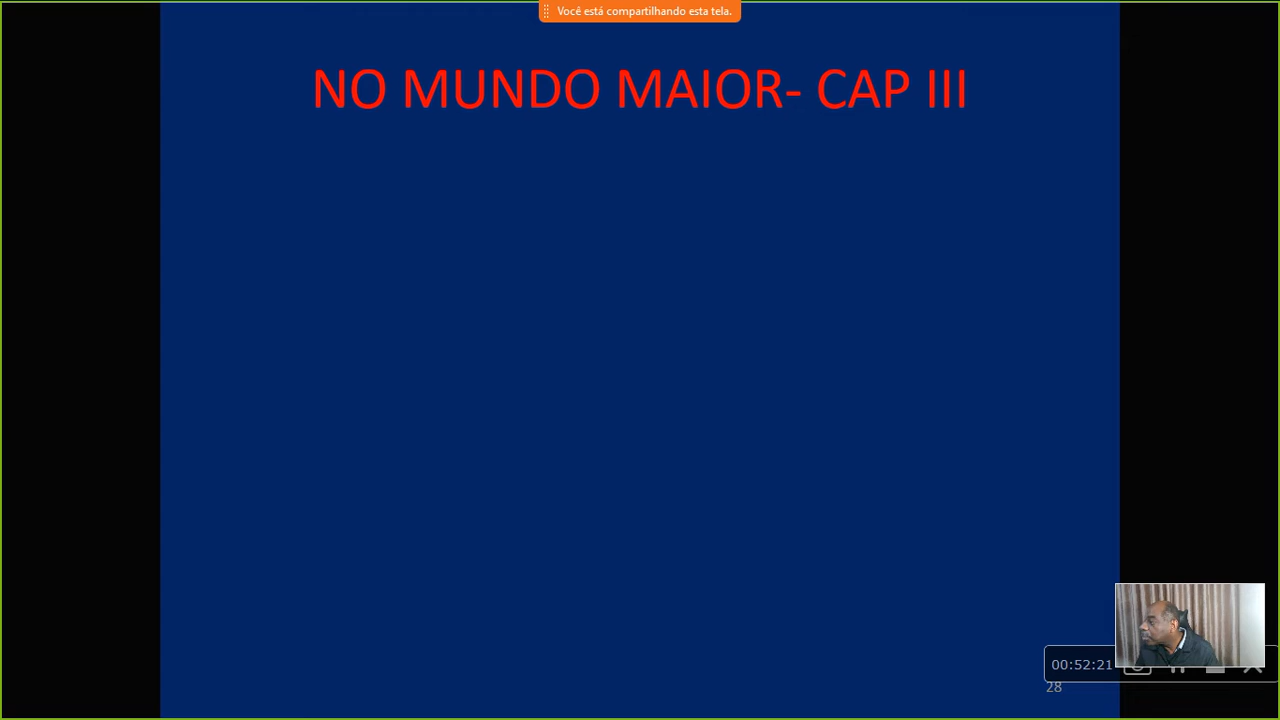 Você está compartilhando esta tela.
NO MUNDO MAIOR- CAP III
00:52:21
28